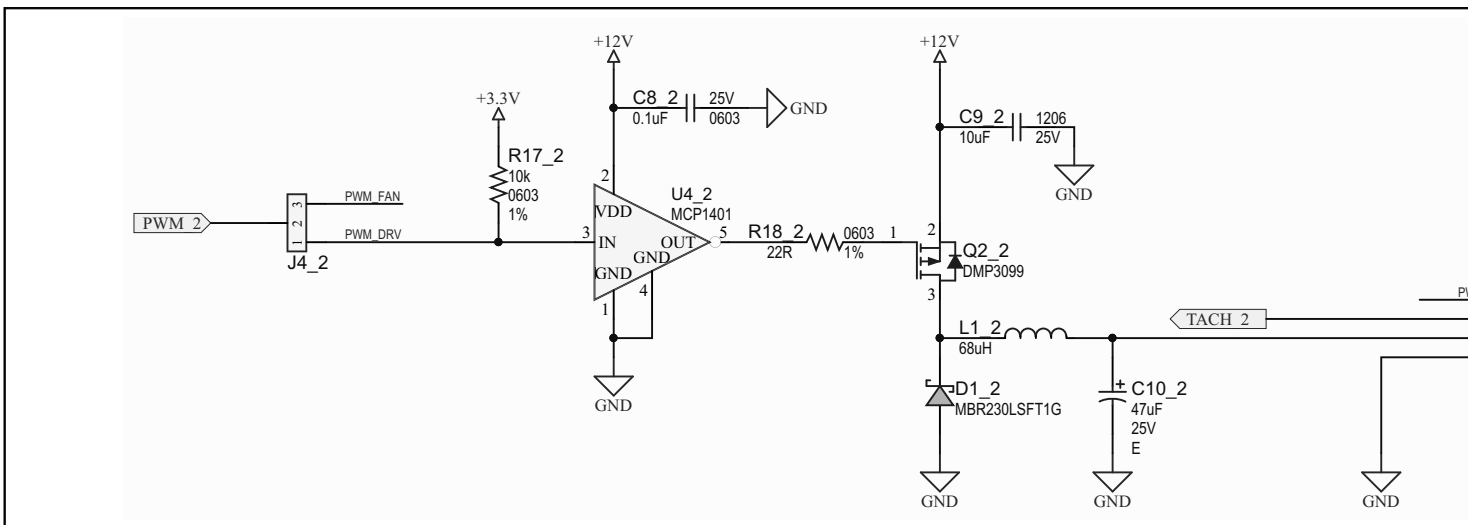 +12V
+12V
+3.3V
C8_2
0.1uF
25V
0603
GND
C9_2
10uF
1206
25V
GND
R17_2
10k
0603
1%
PWM 2
3
2
1
J4_2
PWM_FAN
PWM_DRV
2
VDD
3
IN
OUT
GND
GND
5
4
1
U4_2
MCP1401
GND
R18_2
22R
0603
1%
1
2
3
Q2_2
DMP3099
TACH 2
L1_2
68uH
D1_2
MBR230LSFT1G
GND
+
C10_2
47uF
25V
E
GND
GND